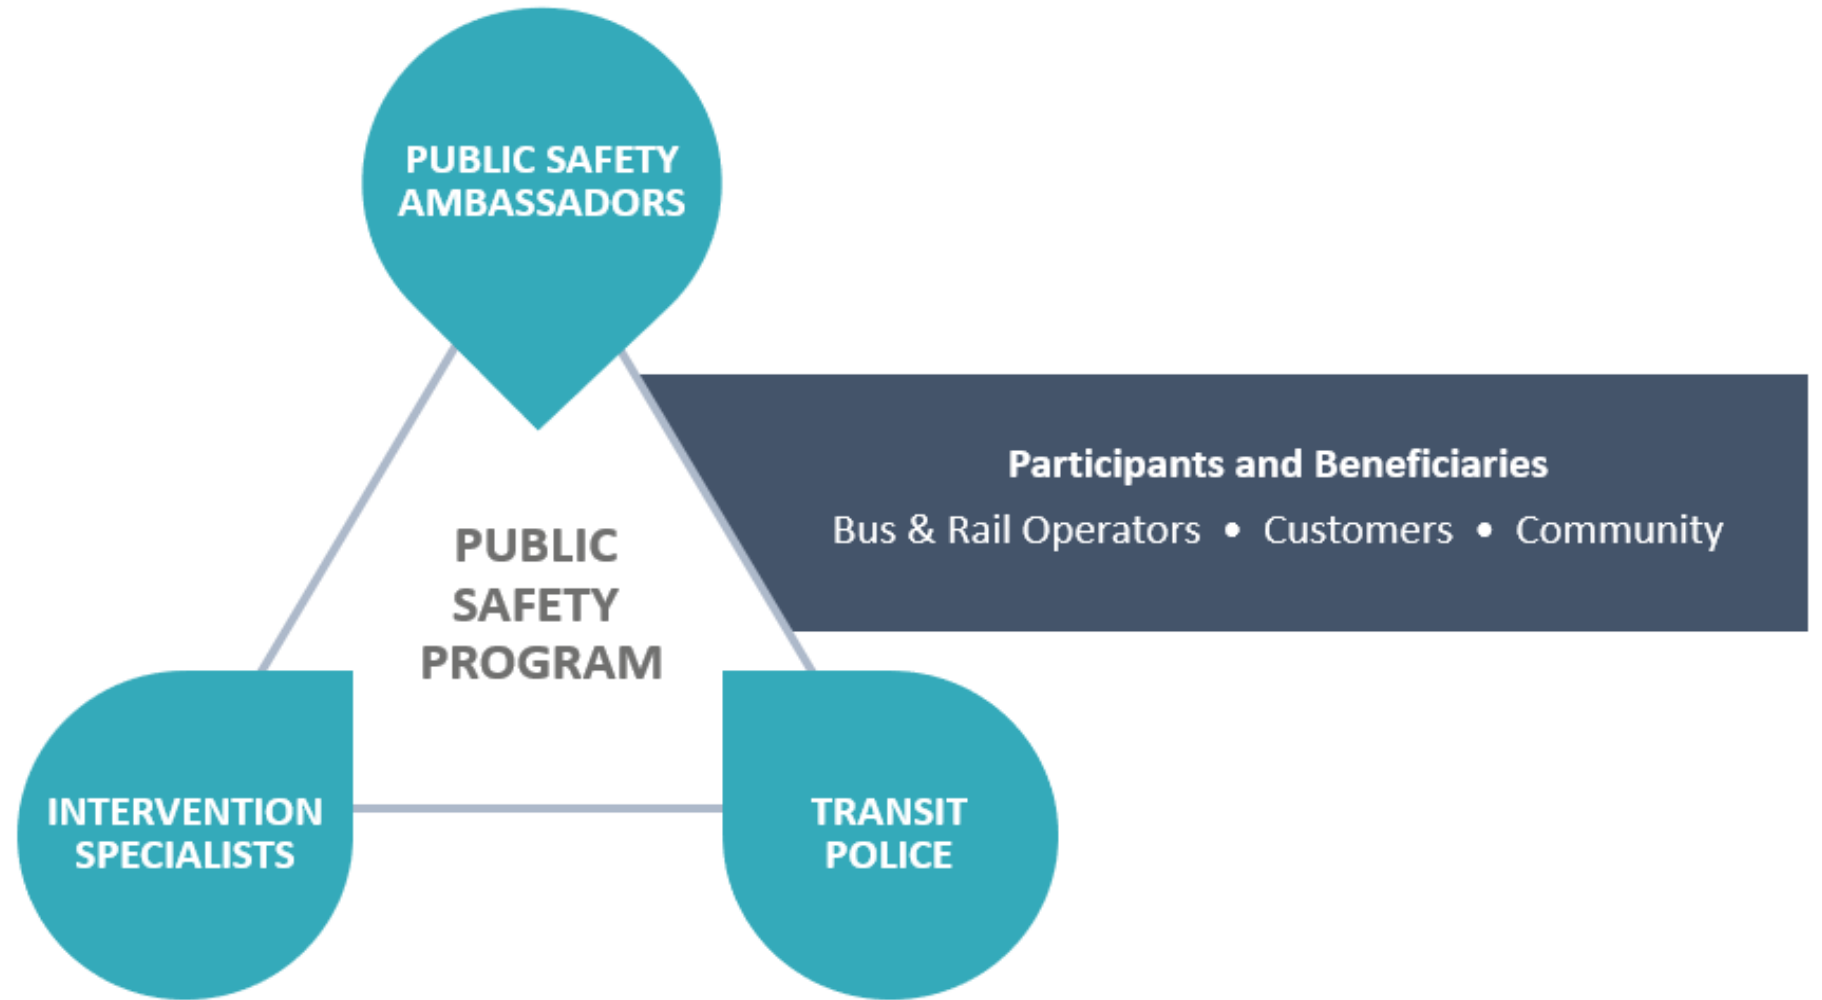 PUBLIC SAFETY
AMBASSADORS
Participants and Beneficiaries
Bus & Rail Operators • Customers • Community
PUBLIC
SAFETY
PROGRAM
INTERVENTION
SPECIALISTS
TRANSIT
POLICE